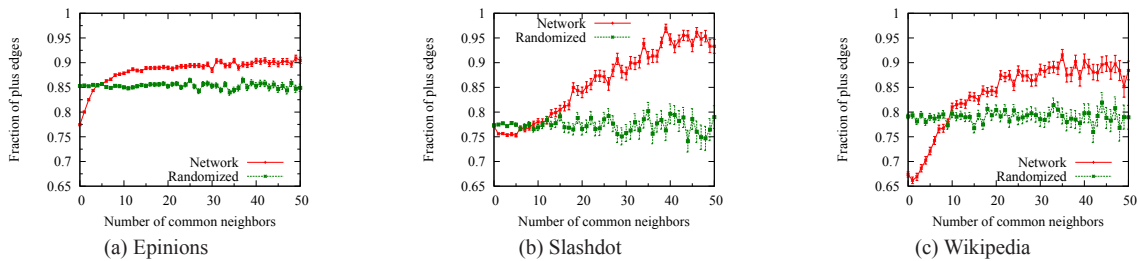 Fraction of plus edges
1
0.95
0.9
0.85
0.8
0.75
0.7
0.65
Network
Randomized
0 10 20 30 40 50
Number of common neighbors
(a) Epinions
Fraction of plus edges
1
0.95
0.9
0.85
0.8
0.75
0.7
0.65
Network
Randomized
0 10 20 30 40 50
Number of common neighbors
(b) Slashdot
Fraction of plus edges
1
0.95
0.9
0.85
0.8
0.75
0.7
0.65
Network
Randomized
0 10 20 30 40 50
Number of common neighbors
(c) Wikipedia